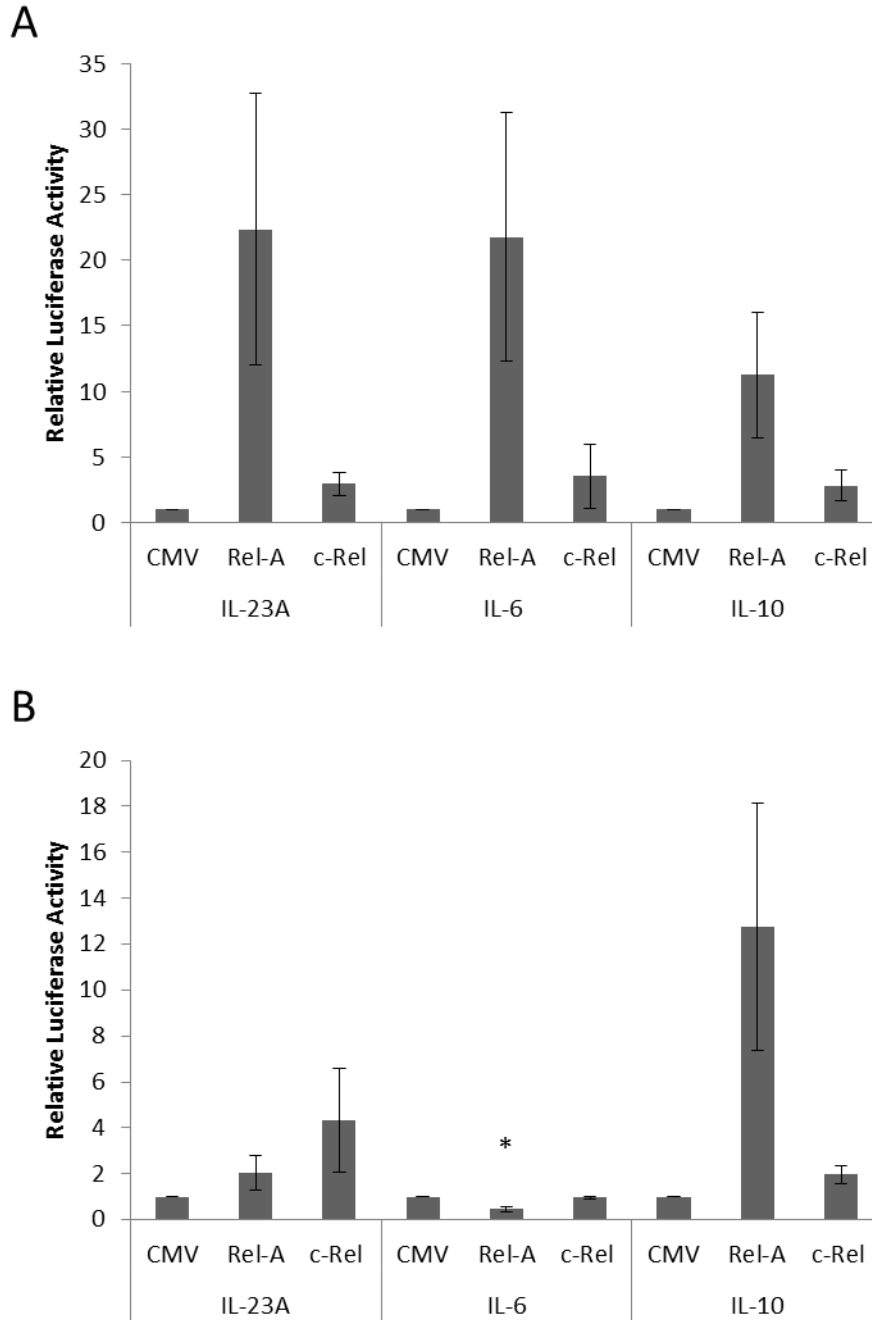 A
Relative Luciferase Activity
35
30
25
20
15
10
5
0
CMV Rel-A c-Rel CMV Rel-A c-Rel CMV Rel-A c-Rel
IL-23A IL-6 IL-10
B
Relative Luciferase Activity
20
18
16
14
12
10
8
6
4
2
0
*
CMV Rel-A c-Rel CMV Rel-A c-Rel CMV Rel-A c-Rel
IL-23A IL-6 IL-10